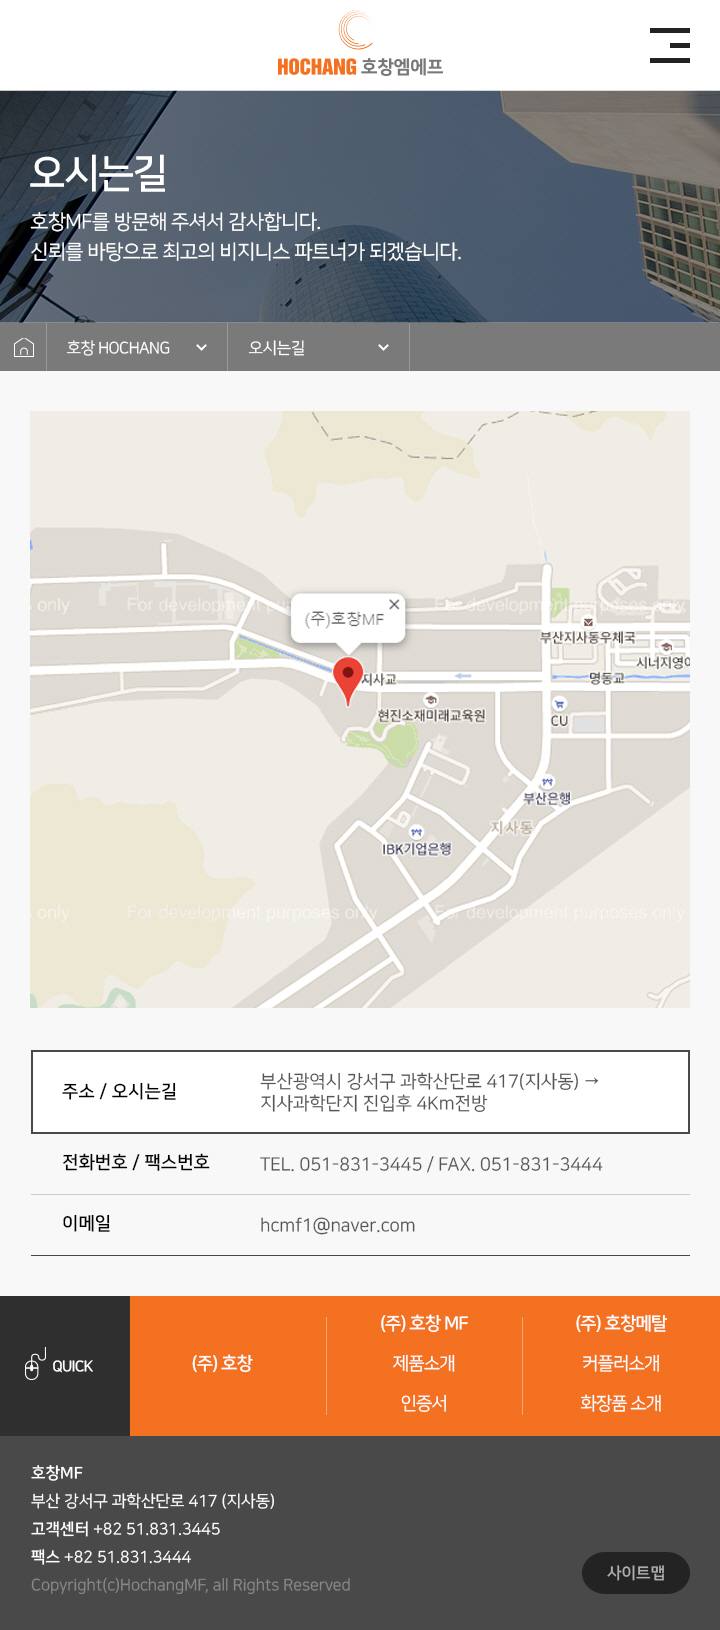 HOCHANG 호창엠에프
오시는길
호창MF를 방문해 주셔서 감사합니다.
신뢰를 바탕으로 최고의 비지니스 파트너가 되겠습니다.
호창 HOCHANG
오시는길
s only
For development purposes only
For development purposes only
(주)호창MF
부산지사동우체국
시너지영어
지사교
명동교
현진소재미래교육원
CU
부산은행
지사동
IBK기업은행
s only
For development purposes only
For development purposes only
주소 / 오시는길
부산광역시 강서구 과학산단로 417(지사동) →
지사과학단지 진입후 4Km전방
전화번호 / 팩스번호
TEL. 051-831-3445 / FAX. 051-831-3444
이메일
hcmf1@naver.com
QUICK
(주) 호창
(주) 호창 MF
제품소개
인증서
(주) 호창메탈
커플러소개
화장품 소개
호창MF
부산 강서구 과학산단로 417 (지사동)
고객센터 +82 51.831.3445
팩스 +82 51.831.3444
Copyright(c)HochangMF, all Rights Reserved
사이트맵